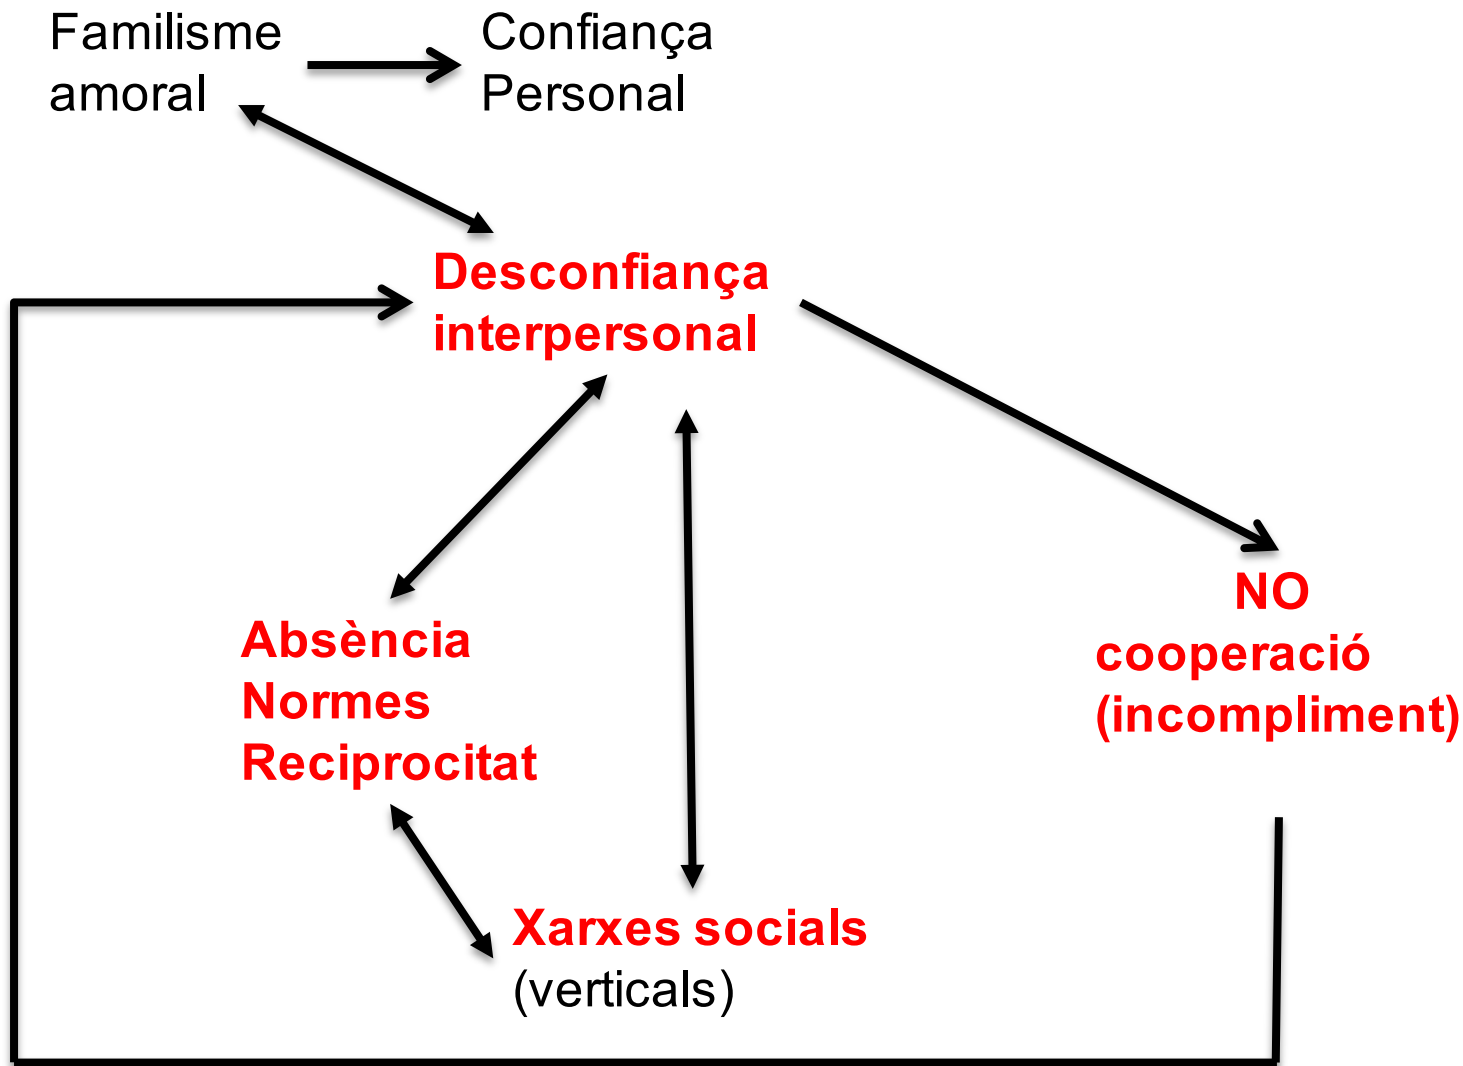 Familisme
amoral
Confiança
Personal
Desconfiança
interpersonal
Absència
Normes
Reciprocitat
NO
cooperació
(incompliment)
Xarxes socials
(verticals)